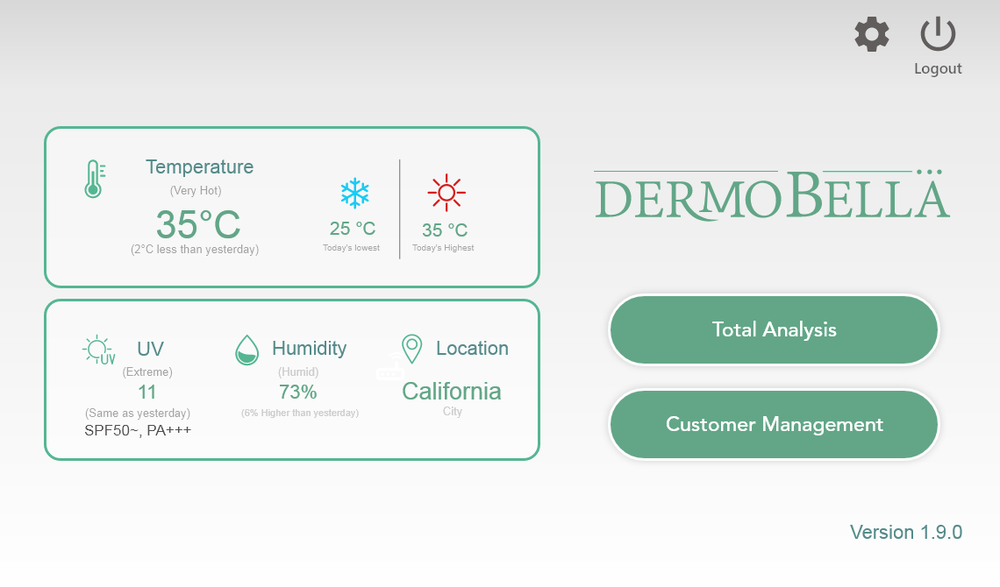 Logout
Temperature
(Very Hot)
35°C
(2°C less than yesterday)
25 °C
Today's lowest
35 °C
Today's Highest
DERMOBELLÄ
UV
UV
(Extreme)
11
(Same as yesterday)
SPF50~, PA+++
Humidity
(Humid)
73%
(6% Higher than yesterday)
Location
California
City
Total Analysis
Customer Management
Version 1.9.0